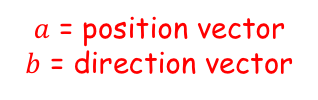 a = position vector
b = direction vector